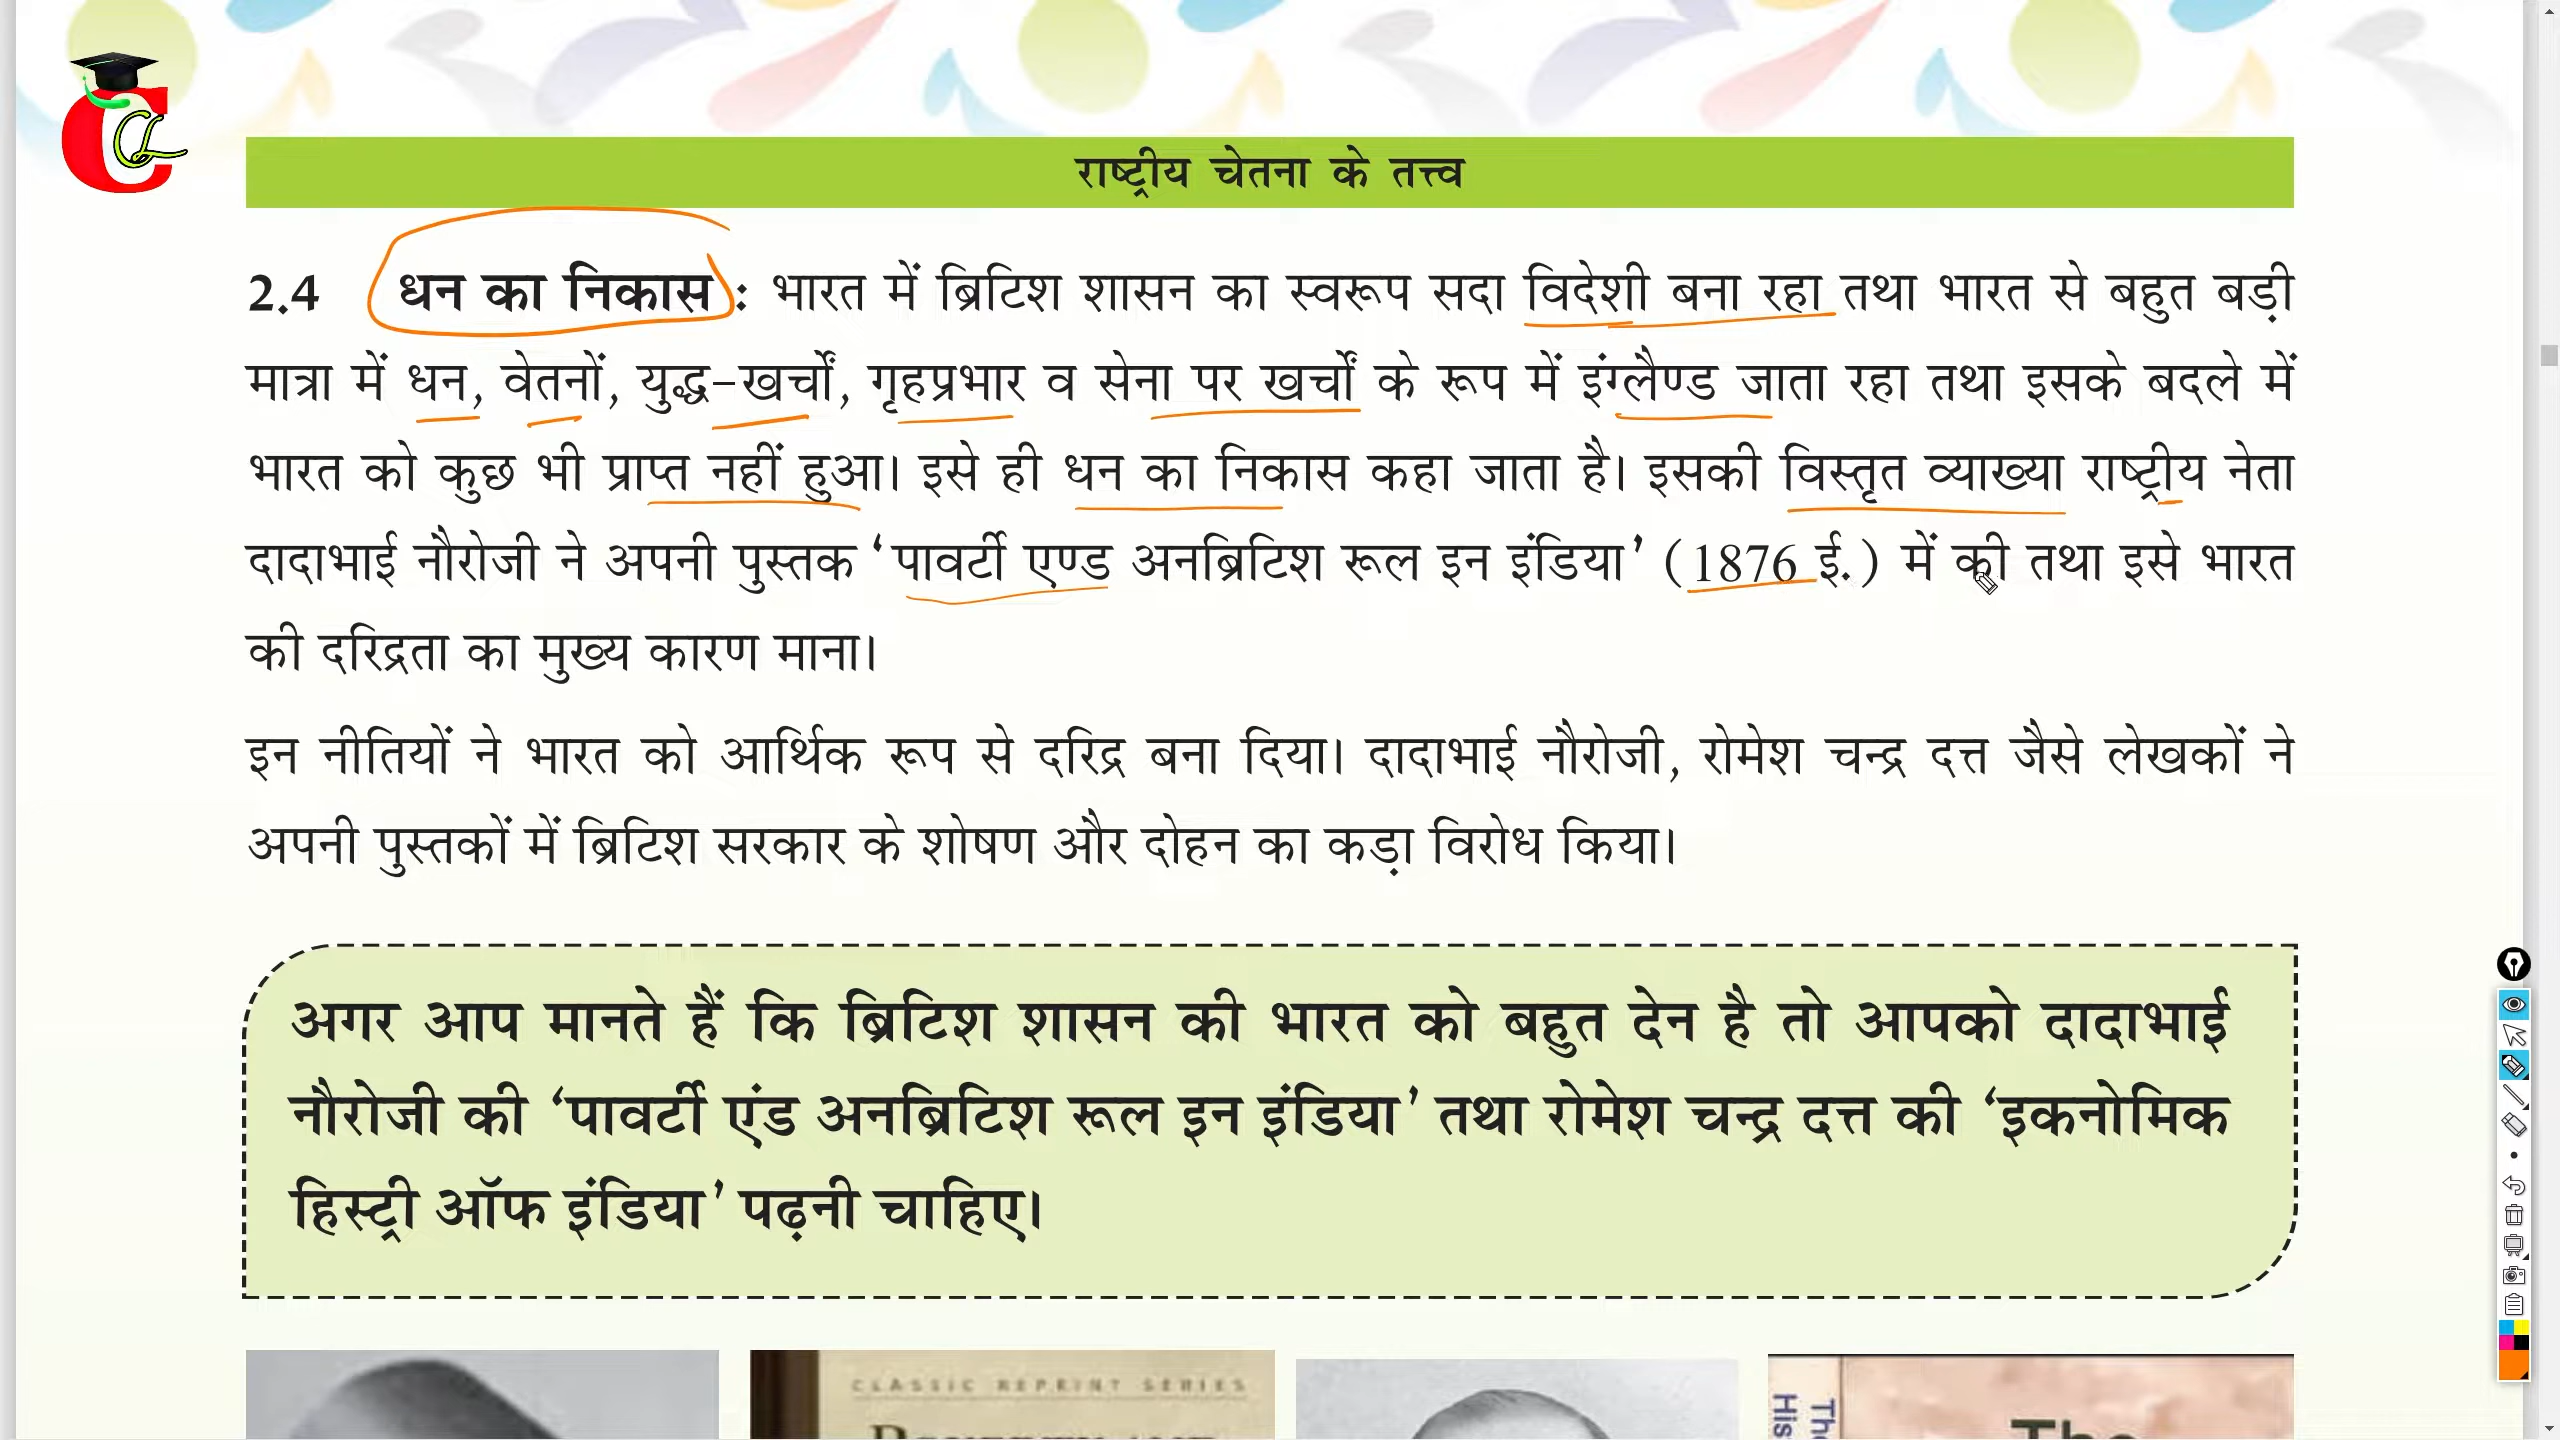 राष्ट्रीय चेतना के तत्त्व
2.4 धन का निकास : भारत में ब्रिटिश शासन का स्वरूप सदा विदेशी बना रहा तथा भारत से बहुत बड़ी
मात्रा में धन, वेतनों, युद्ध-खर्चों, गृहप्रभार व सेना पर खर्चों के रूप में इंग्लैण्ड जाता रहा तथा इसके बदले में
भारत को कुछ भी प्राप्त नहीं हुआ। इसे ही धन का निकास कहा जाता है। इसकी विस्तृत व्याख्या राष्ट्रीय नेता
दादाभाई नौरोजी ने अपनी पुस्तक ‘पावर्टी एण्ड अनब्रिटिश रूल इन इंडिया’ (1876 ई.) में की तथा इसे भारत
की दरिद्रता का मुख्य कारण माना।
इन नीतियों ने भारत को आर्थिक रूप से दरिद्र बना दिया। दादाभाई नौरोजी, रोमेश चन्द्र दत्त जैसे लेखकों ने
अपनी पुस्तकों में ब्रिटिश सरकार के शोषण और दोहन का कड़ा विरोध किया।
अगर आप मानते हैं कि ब्रिटिश शासन की भारत को बहुत देन है तो आपको दादाभाई
नौरोजी की ‘पावर्टी एंड अनब्रिटिश रूल इन इंडिया’ तथा रोमेश चन्द्र दत्त की ‘इकनोमिक
हिस्ट्री ऑफ इंडिया’ पढ़नी चाहिए।
CLASSIC REPRINT SERIES
The